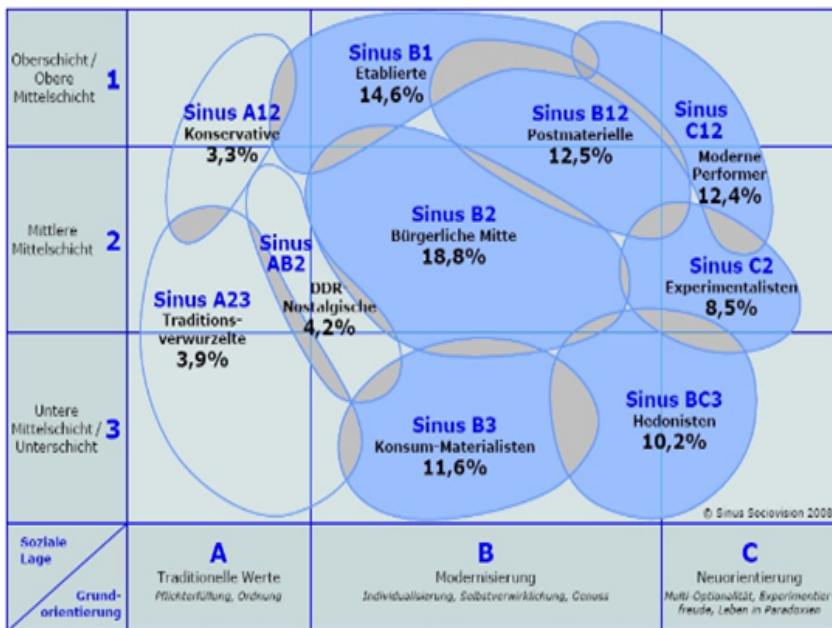 Oberschicht /
Obere
Mittelschicht
1
Sinus B1
Etablierte
14,6%
Sinus A12
Konservative
3,3%
Sinus B12
Postmaterielle
12,5%
Sinus
C12
Moderne
Performer
12,4%
Mittlere
Mittelschicht
2
Sinus B2
Bürgerliche Mitte
18,8%
Sinus
AB2
DDR-
Nostalgische
4,2%
Sinus A23
Traditions-
verwurzelte
3,9%
Sinus C2
Experimentalisten
8,5%
Untere
Mittelschicht /
Unterschicht
3
Sinus B3
Konsum-Materialisten
11,6%
Sinus BC3
Hedonisten
10,2%
© Sinus Sociovision 2008
Soziale
Lage
Grund-
orientierung
A
Traditionelle Werte
Pflichterfüllung, Ordnung
B
Modernisierung
Individualisierung, Selbstverwirklichung, Genuss
C
Neuorientierung
Multi-Optionalität, Experimentier
freude, Leben in Paradoxien